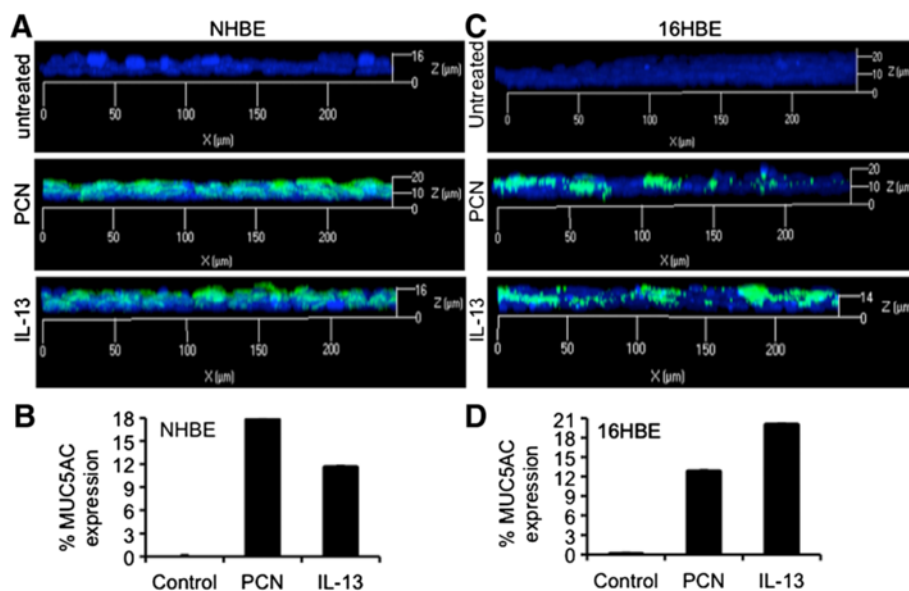 A NHBE
untreated
16
Z (µm)
0
0 50 100 150 200
X (µm)
PCN
20
10
Z (µm)
0
0 50 100 150 200
X (µm)
IL-13
16
Z (µm)
0
0 50 100 150 200
X (µm)
C 16HBE
Untreated
20
10
Z (µm)
0
0 50 100 150 200
X (µm)
PCN
20
10
Z (µm)
0
0 50 100 150 200
X (µm)
IL-13
14
Z (µm)
0
0 50 100 150 200
X (µm)
B
NHBE
% MUC5AC
expression
18
15
12
9
6
3
0
Control PCN IL-13
D
16HBE
% MUC5AC
expression
21
18
15
12
9
6
3
0
Control PCN IL-13